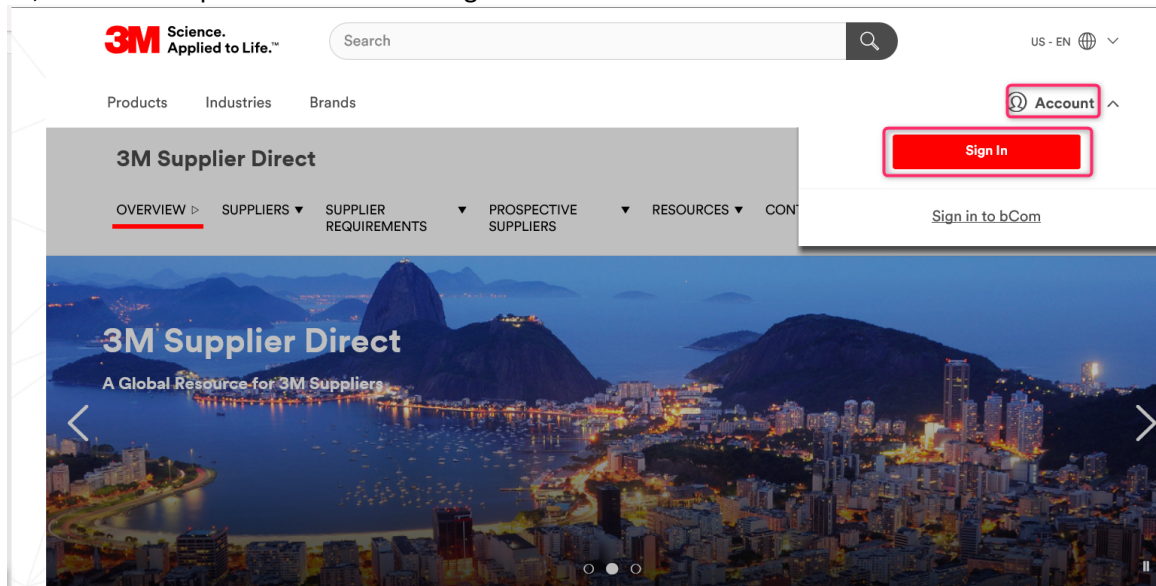 3M Science.
Applied to Life.™
Search
US - EN
Products Industries Brands
Account
Sign In
Sign in to bCom
3M Supplier Direct
OVERVIEW SUPPLIERS SUPPLIER REQUIREMENTS PROSPECTIVE SUPPLIERS RESOURCES CON
3M Supplier Direct
A Global Resource for 3M Suppliers